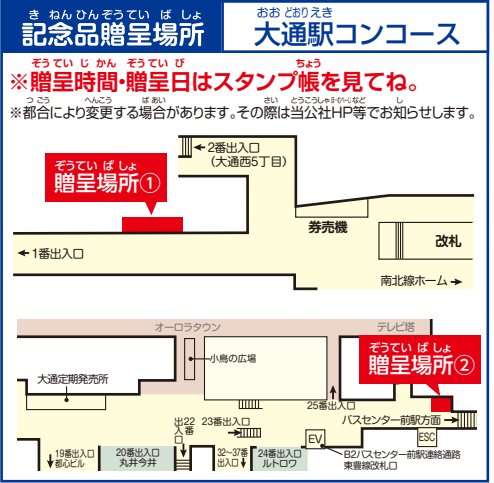 き ねん ひん ぞう てい ば しょ
記念品贈呈場所
おお どおり えき
大通駅コンコース
ぞう てい じ かん ぞう てい び ちょう
※贈呈時間・贈呈日はスタンプ帳を見てね。
つ ごう へんこう ば あい さい とうこうしゃ ホームページ など し
※都合により変更する場合があります。その際は当公社HP等でお知らせします。
2番出入口
(大通西5丁目)
ぞう てい ば しょ
贈呈場所①
券売機
改札
1番出入口
南北線ホーム
オーロラタウン
テレビ塔
小鳥の広場
ぞう てい ば しょ
贈呈場所②
大通定期発売所
25番出入口
バスセンター前駅方面
22番出入口
23番出入口
EV
ESC
19番出入口
都心ビル
20番出入口
丸井今井
32〜37番
出入口
24番出入口
ルトロワ
B2バスセンター前駅連絡通路
東豊線改札口